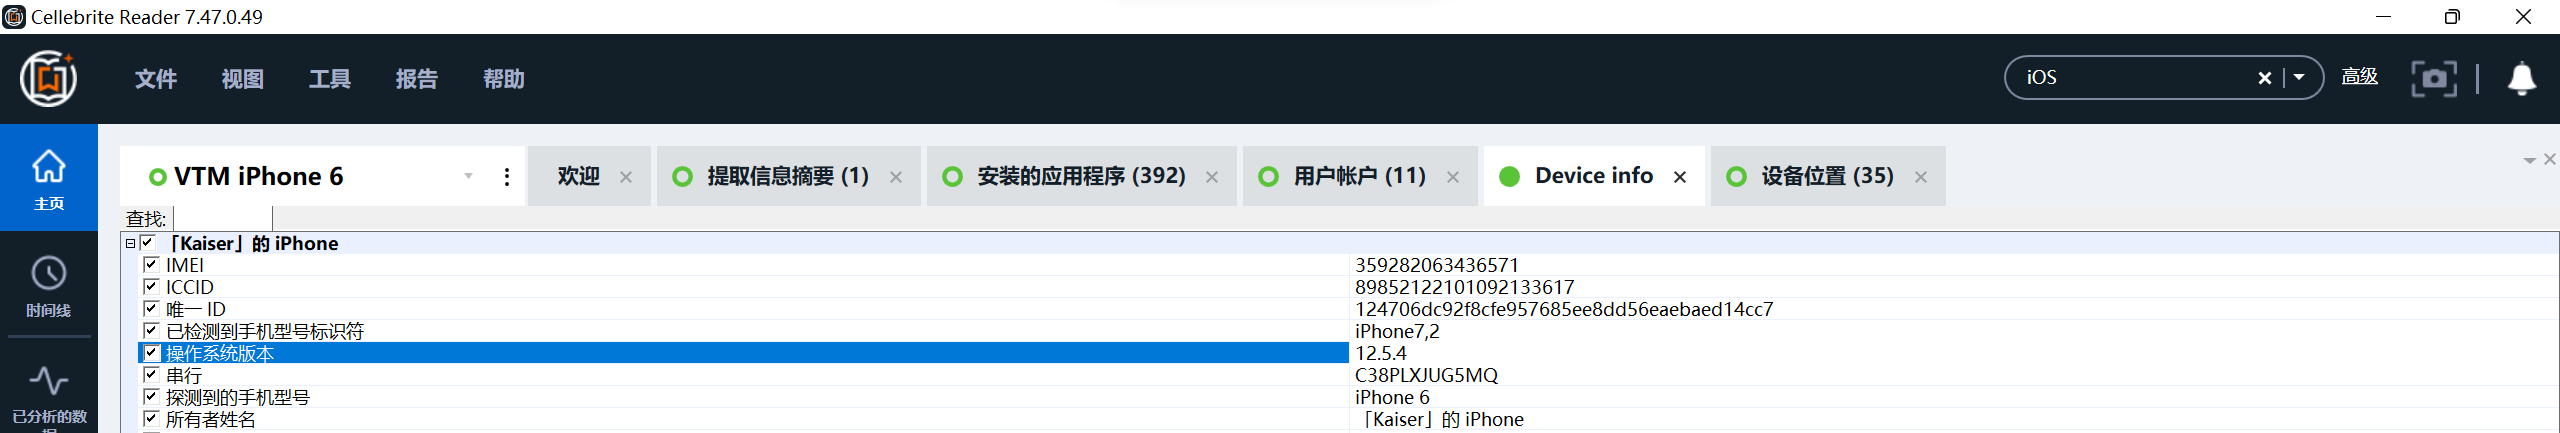 Cellebrite Reader 7.47.0.49
文件 视图 工具 报告 帮助 iOS 高级
主页
时间线
已分析的数
VTM iPhone 6 欢迎 提取信息摘要 (1) 安装的应用程序 (392) 用户帐户 (11) Device info 设备位置 (35)
查找:
「Kaiser」的 iPhone
IMEI 359282063436571
ICCID 89852122101092133617
唯一 ID 124706dc92f8cfe957685ee8dd56eaebaed14cc7
已检测到手机型号标识符 iPhone7,2
操作系统版本 12.5.4
串行 C38PLXJUG5MQ
探测到的手机型号 iPhone 6
所有者姓名 「Kaiser」的 iPhone